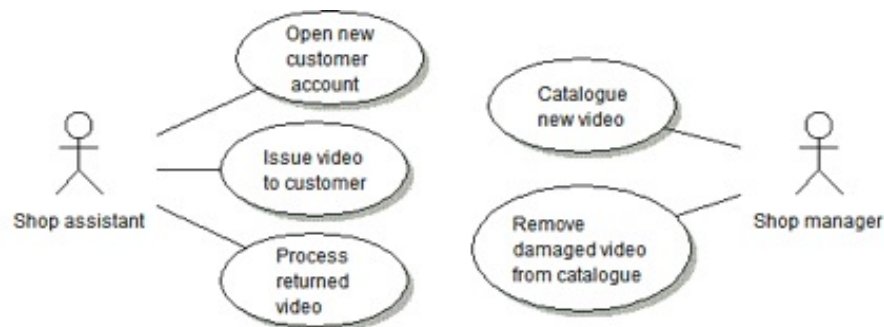 Open new
customer
account
Catalogue
new video
Issue video
to customer
Shop assistant
Shop manager
Remove
damaged video
from catalogue
Process
returned
video